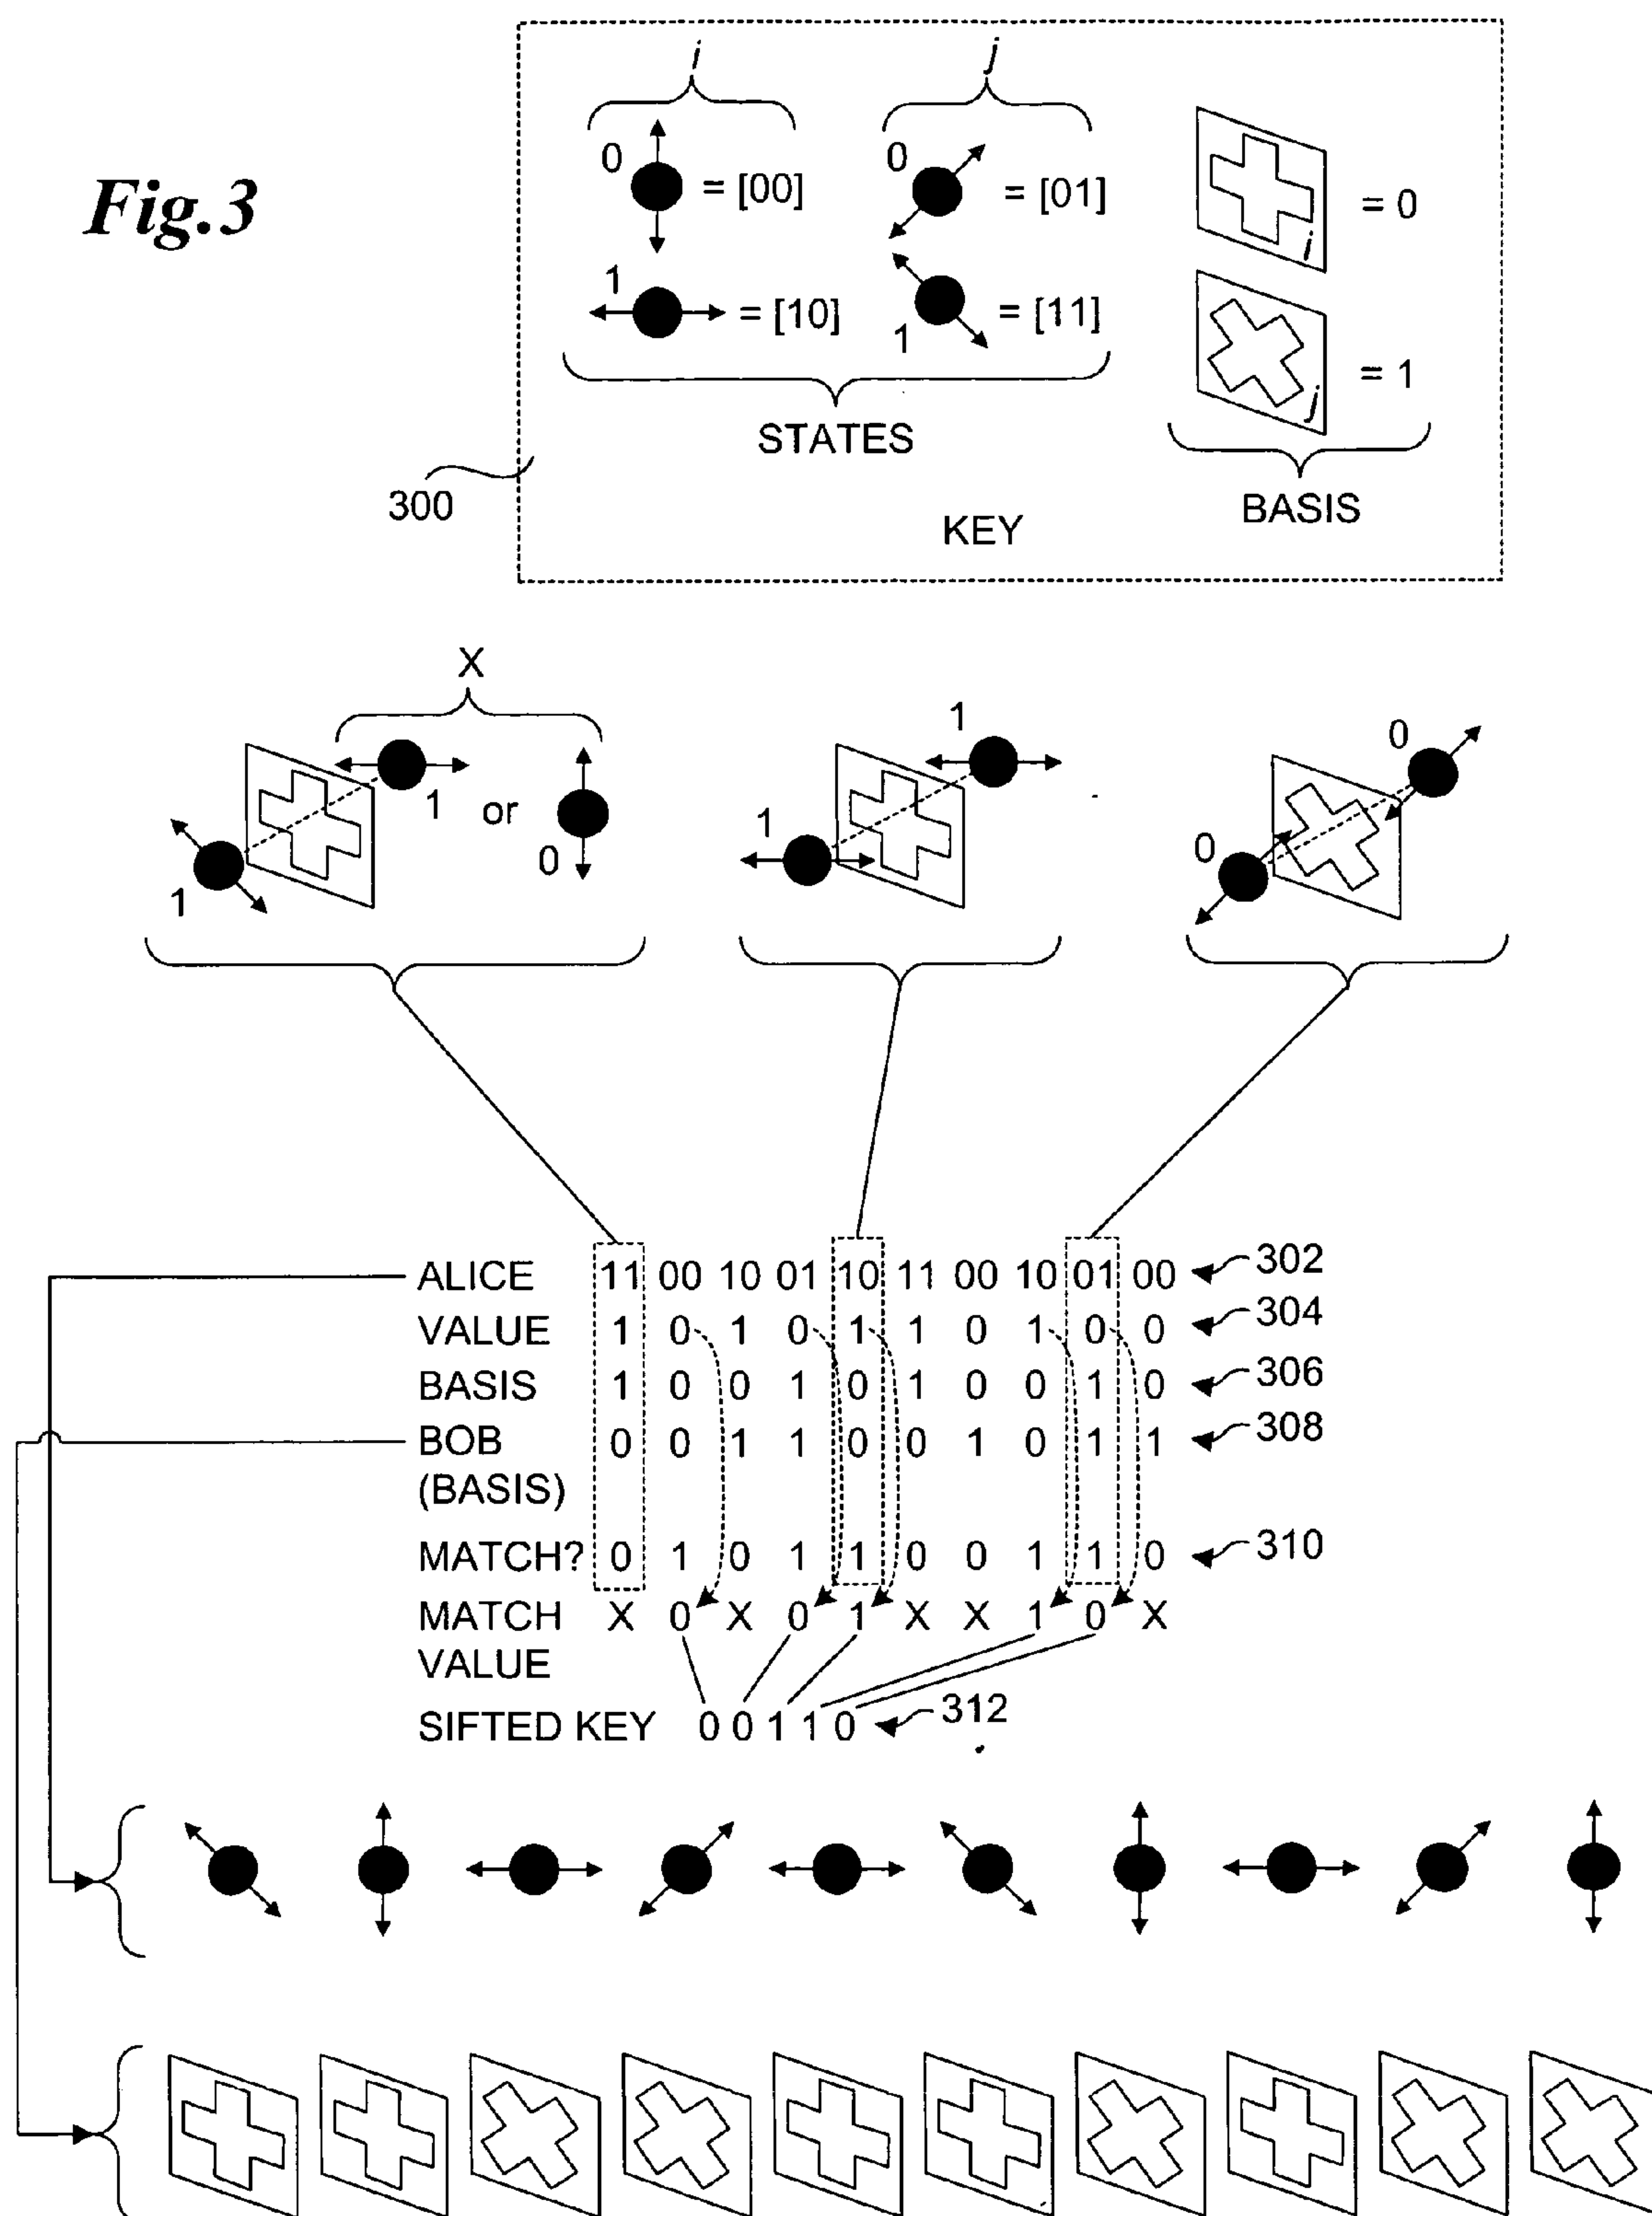 Fig.3
i j
0 = [00] 0 = [01] i = 0
1 = [10] 1 = [11] j = 1
STATES
300
BASIS
KEY
X
1 1 or 0
1 1
0 0
ALICE 11 00 10 01 10 11 00 10 01 00 302
VALUE 1 0 1 0 1 1 0 1 0 0 304
BASIS 1 0 0 1 0 1 0 0 1 0 306
BOB 0 0 1 1 0 0 1 0 1 1 308
(BASIS)
MATCH? 0 1 0 1 1 0 0 1 1 0 310
MATCH X 0 X 0 1 X X 1 0 X
VALUE
SIFTED KEY 0 0 1 1 0 312